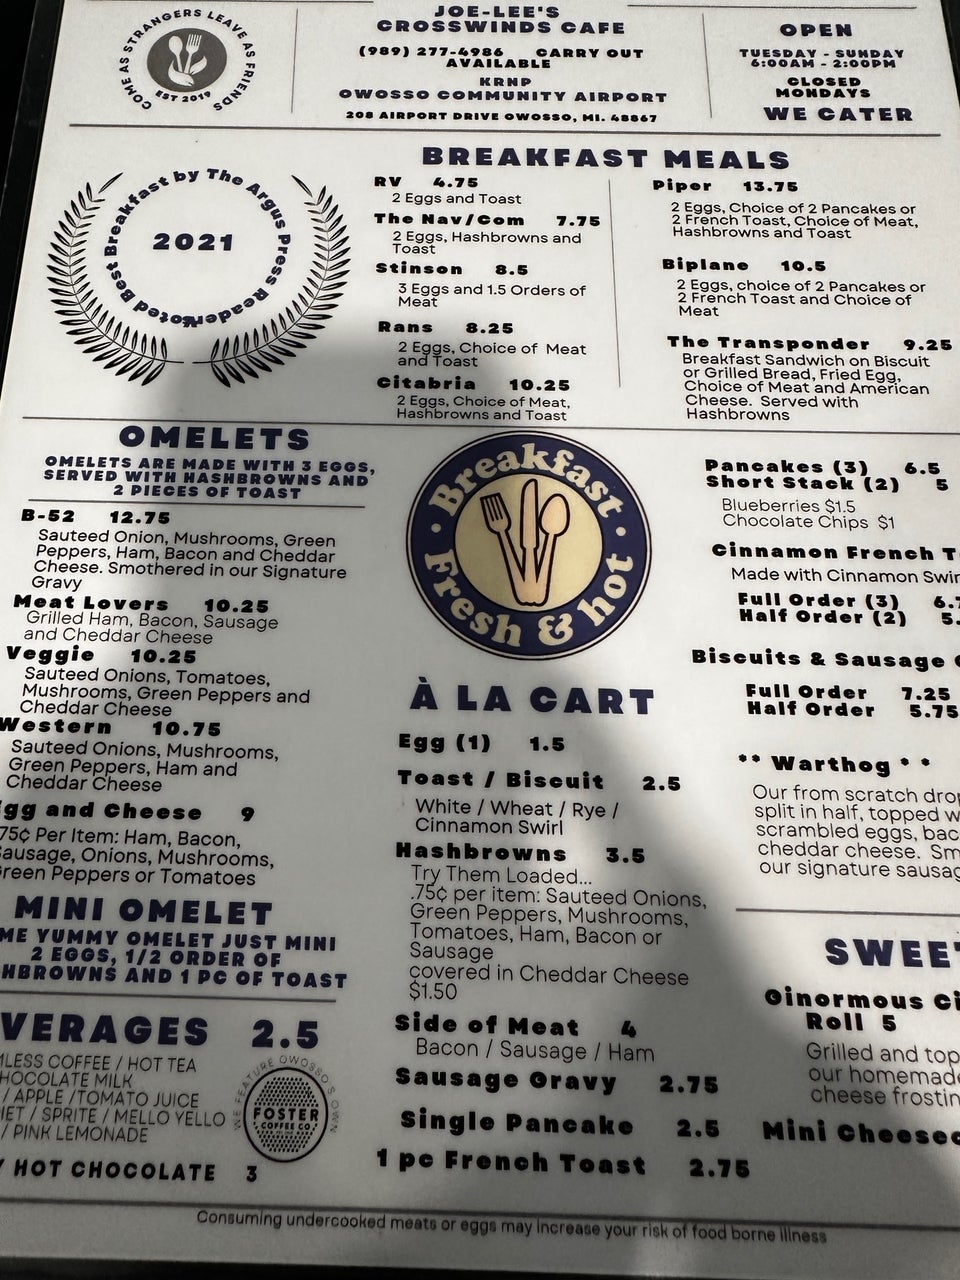 COME AS STRANGERS LEAVE AS FRIENDS
EST 2019
JOE-LEE'S
CROSSWINDS CAFE
(989) 277-4986 CARRY OUT
AVAILABLE
KRNP
OWOSSO COMMUNITY AIRPORT
208 AIRPORT DRIVE OWOSSO, MI. 48867
OPEN
TUESDAY - SUNDAY
6:00AM - 2:00PM
CLOSED
MONDAYS
WE CATER
Noted Best Breakfast by The Argus Press Reader
2021
BREAKFAST MEALS
RV 4.75
2 Eggs and Toast
The Nav/Com 7.75
2 Eggs, Hashbrowns and
Toast
Stinson 8.5
3 Eggs and 1.5 Orders of
Meat
Rans 8.25
2 Eggs, Choice of Meat
and Toast
Citabria 10.25
2 Eggs, Choice of Meat,
Hashbrowns and Toast
Piper 13.75
2 Eggs, Choice of 2 Pancakes or
2 French Toast, Choice of Meat,
Hashbrowns and Toast
Biplane 10.5
2 Eggs, choice of 2 Pancakes or
2 French Toast and Choice of
Meat
The Transponder 9.25
Breakfast Sandwich on Biscuit
or Grilled Bread, Fried Egg,
Choice of Meat and American
Cheese. Served with
Hashbrowns
OMELETS
OMELETS ARE MADE WITH 3 EGGS,
SERVED WITH HASHBROWNS AND
2 PIECES OF TOAST
B-52 12.75
Sauteed Onion, Mushrooms, Green
Peppers, Ham, Bacon and Cheddar
Cheese. Smothered in our Signature
Gravy
Meat Lovers 10.25
Grilled Ham, Bacon, Sausage
and Cheddar Cheese
Veggie 10.25
Sauteed Onions, Tomatoes,
Mushrooms, Green Peppers and
Cheddar Cheese
Western 10.75
Sauteed Onions, Mushrooms,
Green Peppers, Ham and
Cheddar Cheese
gg and Cheese 9
75¢ Per Item: Ham, Bacon,
ausage, Onions, Mushrooms,
reen Peppers or Tomatoes
MINI OMELET
ME YUMMY OMELET JUST MINI
2 EGGS, 1/2 ORDER OF
HBROWNS AND 1 PC OF TOAST
VERAGES 2.5
LESS COFFEE / HOT TEA
HOCOLATE MILK
/ APPLE /TOMATO JUICE
IET / SPRITE / MELLO YELLO
/ PINK LEMONADE
HOT CHOCOLATE 3
WE FEATURE OWOSSO'S OWN
FOSTER
COFFEE CO.
Breakfast
Fresh & hot
À LA CART
Egg (1) 1.5
Toast / Biscuit 2.5
White / Wheat / Rye /
Cinnamon Swirl
Hashbrowns 3.5
Try Them Loaded...
.75¢ per item: Sauteed Onions,
Green Peppers, Mushrooms,
Tomatoes, Ham, Bacon or
Sausage
covered in Cheddar Cheese
$1.50
Side of Meat 4
Bacon / Sausage / Ham
Sausage Gravy 2.75
Single Pancake 2.5
1 pc French Toast 2.75
Pancakes (3) 6.5
Short Stack (2) 5
Blueberries $1.5
Chocolate Chips $1
Cinnamon French T
Made with Cinnamon Swir
Full Order (3) 6.7
Half Order (2) 5.
Biscuits & Sausage
Full Order 7.25
Half Order 5.75
** Warthog * *
Our from scratch dro
split in half, topped w
scrambled eggs, bac
cheddar cheese. Sm
our signature sausag
SWEET
Ginormous Ci
Roll 5
Grilled and top
our homemade
cheese frostin
Mini Cheesec
Consuming undercooked meats or eggs may increase your risk of food borne illness